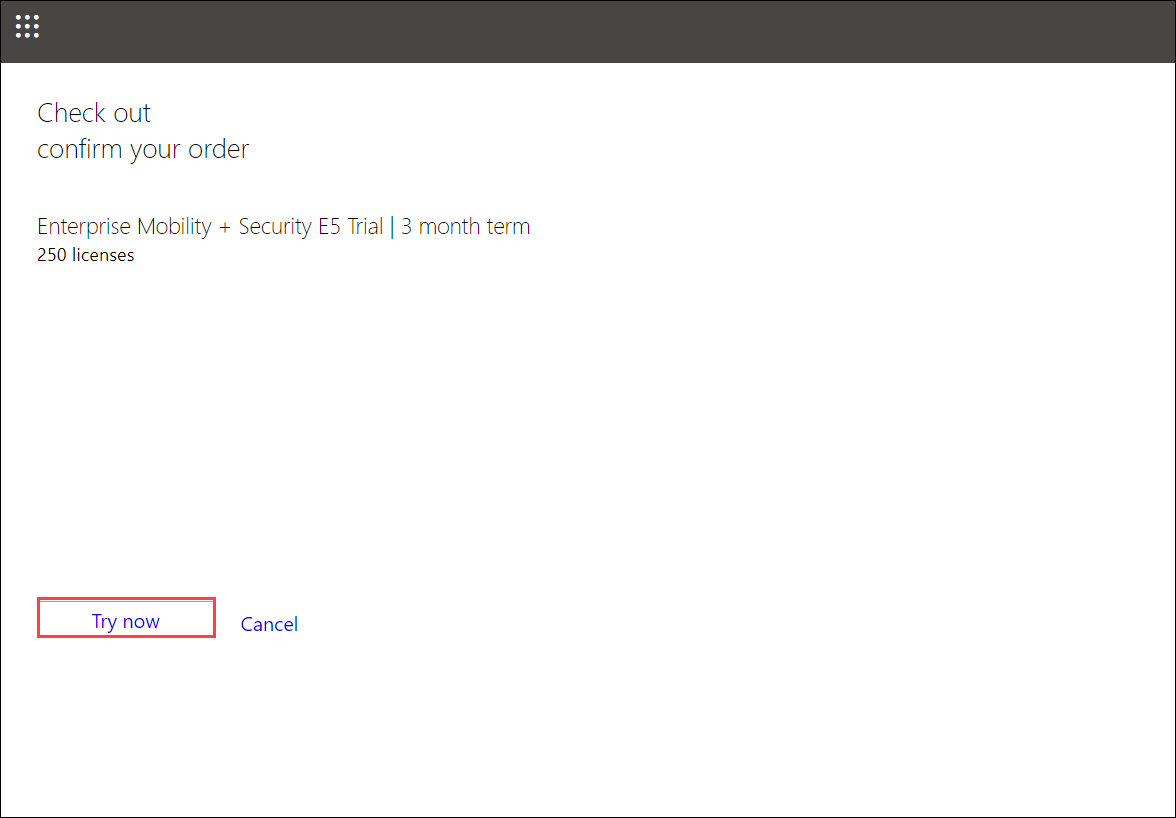 Check out
confirm your order
Enterprise Mobility + Security E5 Trial | 3 month term
250 licenses
Try now
Cancel